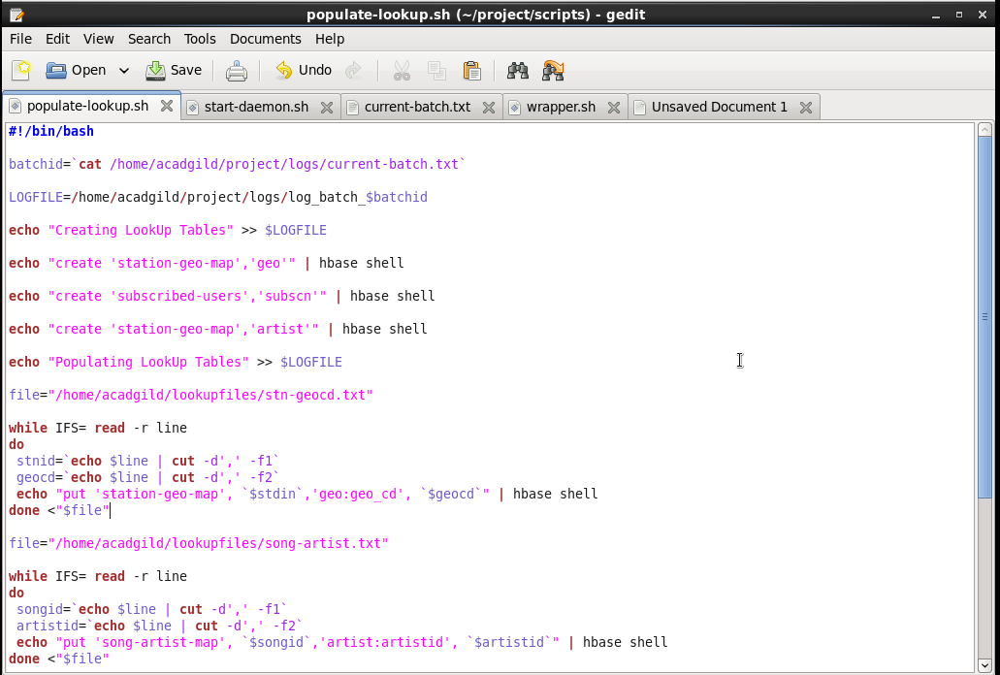 populate-lookup.sh (~/project/scripts) - gedit
File Edit View Search Tools Documents Help
Open Save Undo
populate-lookup.sh start-daemon.sh current-batch.txt wrapper.sh Unsaved Document 1
#!/bin/bash
batchid=`cat /home/acadgild/project/logs/current-batch.txt`
LOGFILE=/home/acadgild/project/logs/log_batch_$batchid
echo "Creating LookUp Tables" >> $LOGFILE
echo "create 'station-geo-map','geo'" | hbase shell
echo "create 'subscribed-users','subscn'" | hbase shell
echo "create 'station-geo-map','artist'" | hbase shell
echo "Populating LookUp Tables" >> $LOGFILE
file="/home/acadgild/lookupfiles/stn-geocd.txt"
while IFS= read -r line
do
 stnid=`echo $line | cut -d',' -f1`
 geocd=`echo $line | cut -d',' -f2`
 echo "put 'station-geo-map', `$stdin`,'geo:geo_cd', `$geocd`" | hbase shell
done <"$file"
file="/home/acadgild/lookupfiles/song-artist.txt"
while IFS= read -r line
do
 songid=`echo $line | cut -d',' -f1`
 artistid=`echo $line | cut -d',' -f2`
 echo "put 'song-artist-map', `$songid`,'artist:artistid', `$artistid`" | hbase shell
done <"$file"